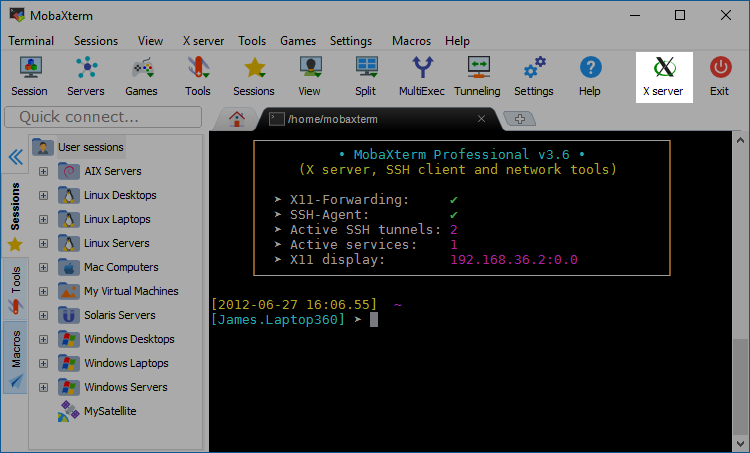 MobaXterm
Terminal Sessions View X server Tools Games Settings Macros Help
Session Servers Games Tools Sessions View Split MultiExec Tunneling Settings Help X server Exit
Quick connect...
/home/mobaxterm
Sessions
Tools
Macros
User sessions
AIX Servers
Linux Desktops
Linux Laptops
Linux Servers
Mac Computers
My Virtual Machines
Solaris Servers
Windows Desktops
Windows Laptops
Windows Servers
MySatellite
• MobaXterm Professional v3.6 •
(X server, SSH client and network tools)
➤ X11-Forwarding: ✔
➤ SSH-Agent: ✔
➤ Active SSH tunnels: 2
➤ Active services: 1
➤ X11 display: 192.168.36.2:0.0
[2012-06-27 16:06.55] ~
[James.Laptop360] ➤